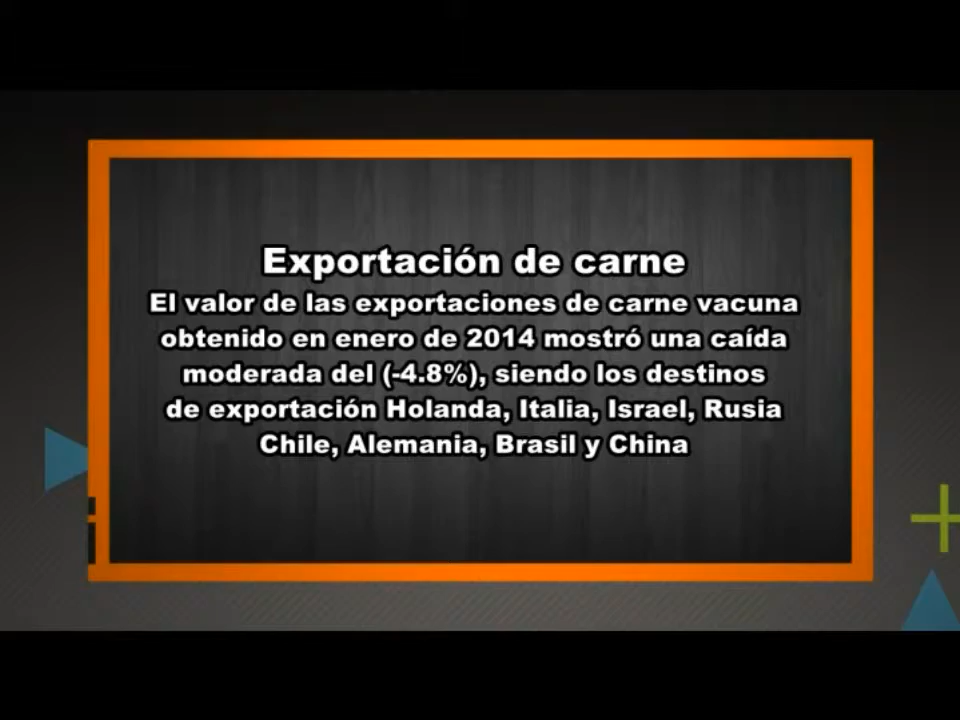 Exportación de carne
El valor de las exportaciones de carne vacuna
obtenido en enero de 2014 mostró una caída
moderada del (-4.8%), siendo los destinos
de exportación Holanda, Italia, Israel, Rusia
Chile, Alemania, Brasil y China